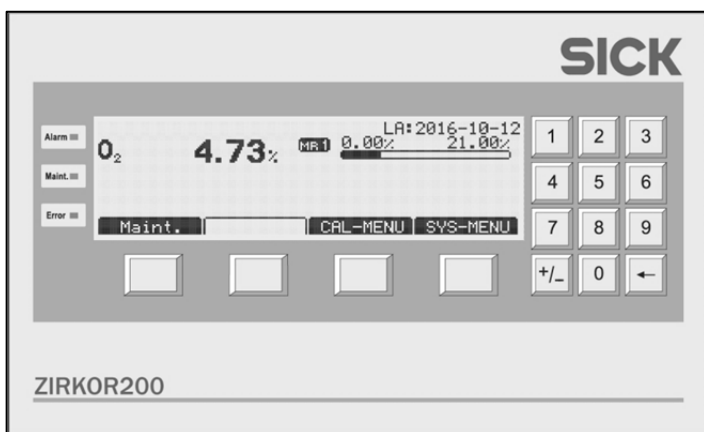 SICK
LA:2016-10-12
O₂ 4.73% MR1 0.00% 21.00%
Alarm
Maint.
Error
Maint. CAL-MENU SYS-MENU
1 2 3
4 5 6
7 8 9
+/_ 0 ←
ZIRKOR200